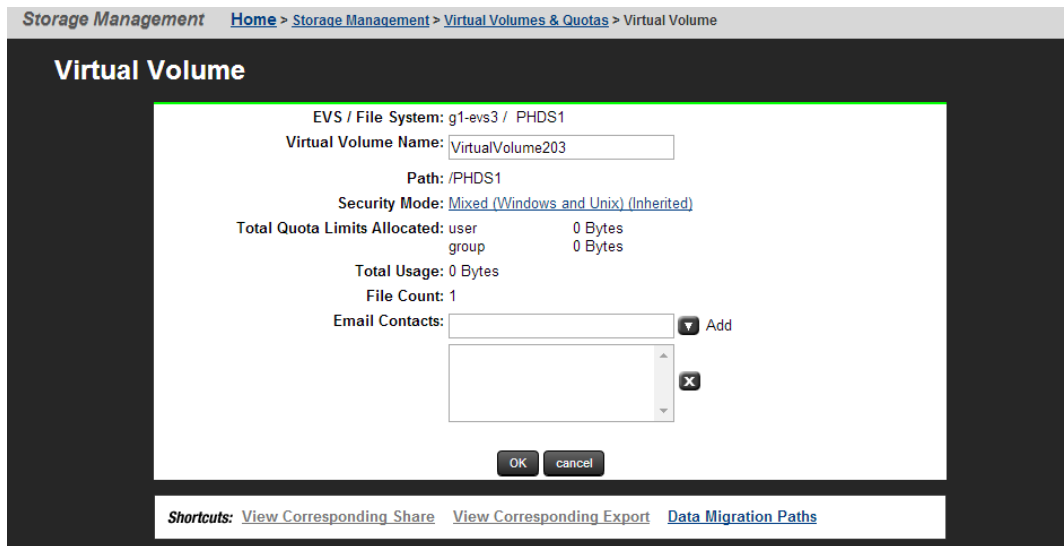 Storage Management Home > Storage Management > Virtual Volumes & Quotas > Virtual Volume
Virtual Volume
EVS / File System: g1-evs3 / PHDS1
Virtual Volume Name: VirtualVolume203
Path: /PHDS1
Security Mode: Mixed (Windows and Unix) (Inherited)
Total Quota Limits Allocated: user 0 Bytes
group 0 Bytes
Total Usage: 0 Bytes
File Count: 1
Email Contacts: Add
X
OK cancel
Shortcuts: View Corresponding Share View Corresponding Export Data Migration Paths